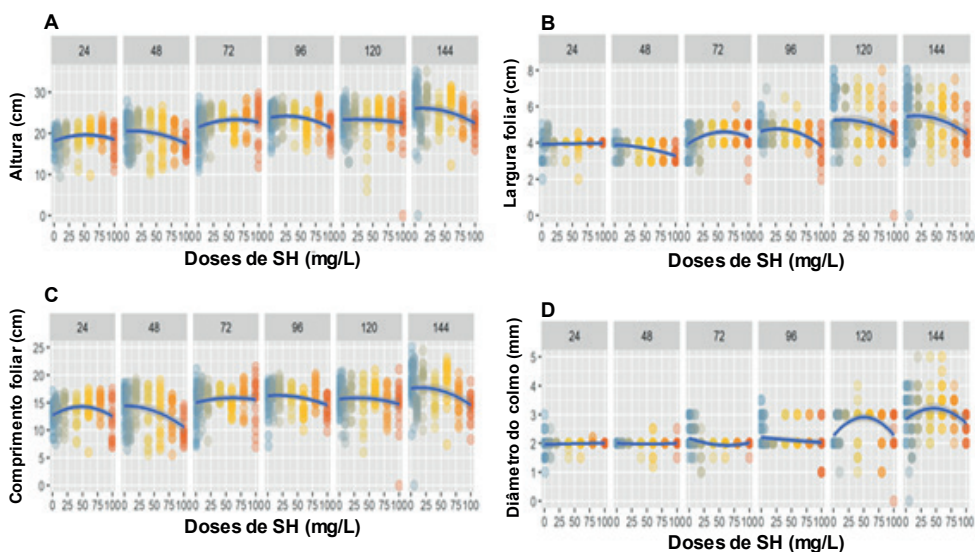 A
24 48 72 96 120 144
Altura (cm)
30
20
10
0
0 25 50 75 1000 25 50 75 1000 25 50 75 1000 25 50 75 1000 25 50 75 1000 25 50 75 100
Doses de SH (mg/L)
B
24 48 72 96 120 144
Largura foliar (cm)
8
6
4
2
0
0 25 50 75 1000 25 50 75 1000 25 50 75 1000 25 50 75 1000 25 50 75 1000 25 50 75 100
Doses de SH (mg/L)
C
24 48 72 96 120 144
Comprimento foliar (cm)
25
20
15
10
5
0
0 25 50 75 1000 25 50 75 1000 25 50 75 1000 25 50 75 1000 25 50 75 1000 25 50 75 100
Doses de SH (mg/L)
D
24 48 72 96 120 144
Diâmetro do colmo (mm)
5
4
3
2
1
0
0 25 50 75 1000 25 50 75 1000 25 50 75 1000 25 50 75 1000 25 50 75 1000 25 50 75 100
Doses de SH (mg/L)